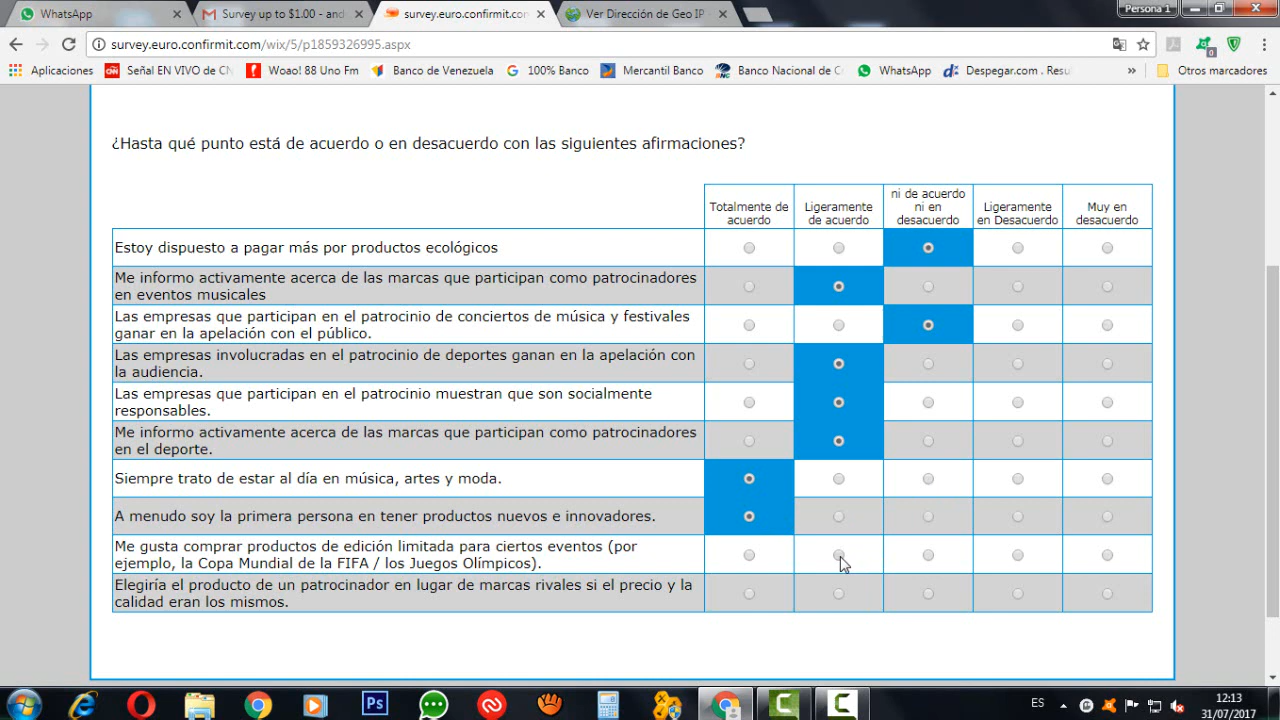 WhatsApp
Survey up to $1.00 - and
survey.euro.confirmit.con
Ver Dirección de Geo IP
Persona 1
survey.euro.confirmit.com/wix/5/p1859326995.aspx
Aplicaciones
Señal EN VIVO de CN
Woao! 88 Uno Fm
Banco de Venezuela
100% Banco
Mercantil Banco
Banco Nacional de C
WhatsApp
Despegar.com . Resu
»
Otros marcadores
¿Hasta qué punto está de acuerdo o en desacuerdo con las siguientes afirmaciones?
Totalmente de
acuerdo
Ligeramente
de acuerdo
ni de acuerdo
ni en
desacuerdo
Ligeramente
en Desacuerdo
Muy en
desacuerdo
Estoy dispuesto a pagar más por productos ecológicos
Me informo activamente acerca de las marcas que participan como patrocinadores
en eventos musicales
Las empresas que participan en el patrocinio de conciertos de música y festivales
ganar en la apelación con el público.
Las empresas involucradas en el patrocinio de deportes ganan en la apelación con
la audiencia.
Las empresas que participan en el patrocinio muestran que son socialmente
responsables.
Me informo activamente acerca de las marcas que participan como patrocinadores
en el deporte.
Siempre trato de estar al día en música, artes y moda.
A menudo soy la primera persona en tener productos nuevos e innovadores.
Me gusta comprar productos de edición limitada para ciertos eventos (por
ejemplo, la Copa Mundial de la FIFA / los Juegos Olímpicos).
Elegiría el producto de un patrocinador en lugar de marcas rivales si el precio y la
calidad eran los mismos.
ES
12:13
31/07/2017